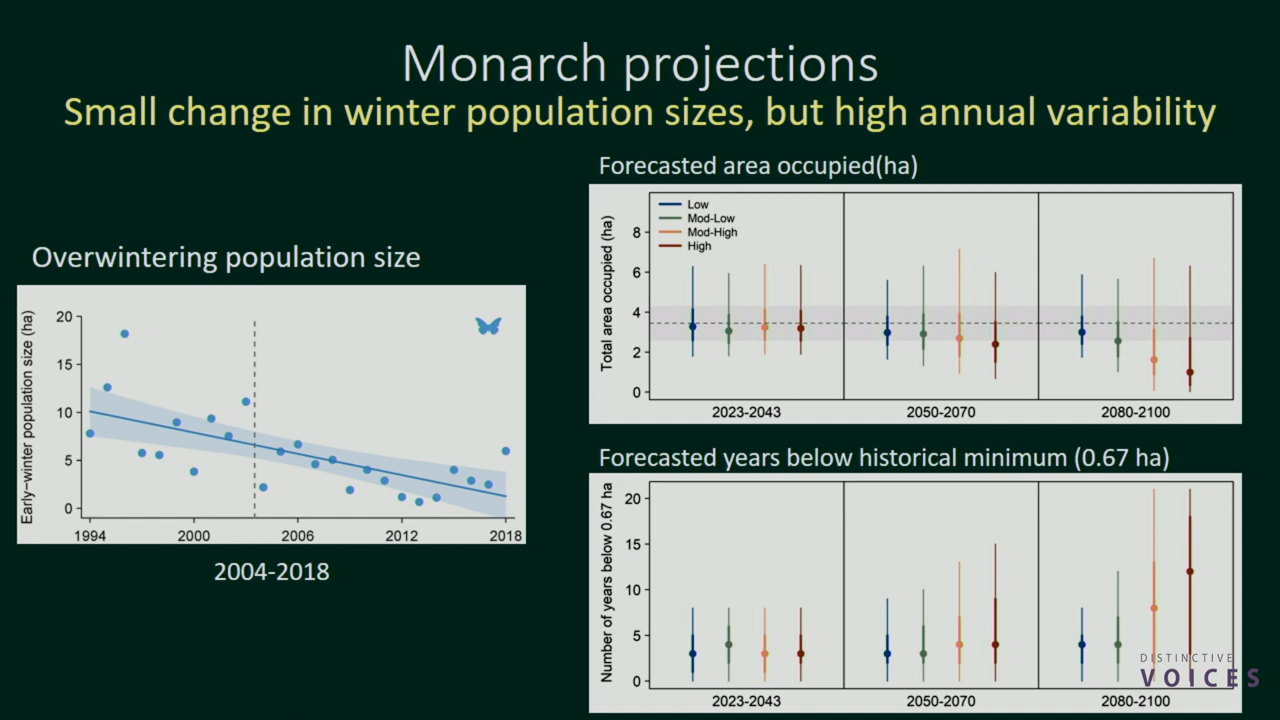 Monarch projections
Small change in winter population sizes, but high annual variability
Overwintering population size
Early−winter population size (ha)
20
15
10
5
0
1994
2000
2006
2012
2018
2004-2018
Forecasted area occupied(ha)
Total area occupied (ha)
8
6
4
2
0
Low
Mod-Low
Mod-High
High
2023-2043
2050-2070
2080-2100
Forecasted years below historical minimum (0.67 ha)
Number of years below 0.67 ha
20
15
10
5
0
2023-2043
2050-2070
2080-2100
DISTINCTIVE
VOICES